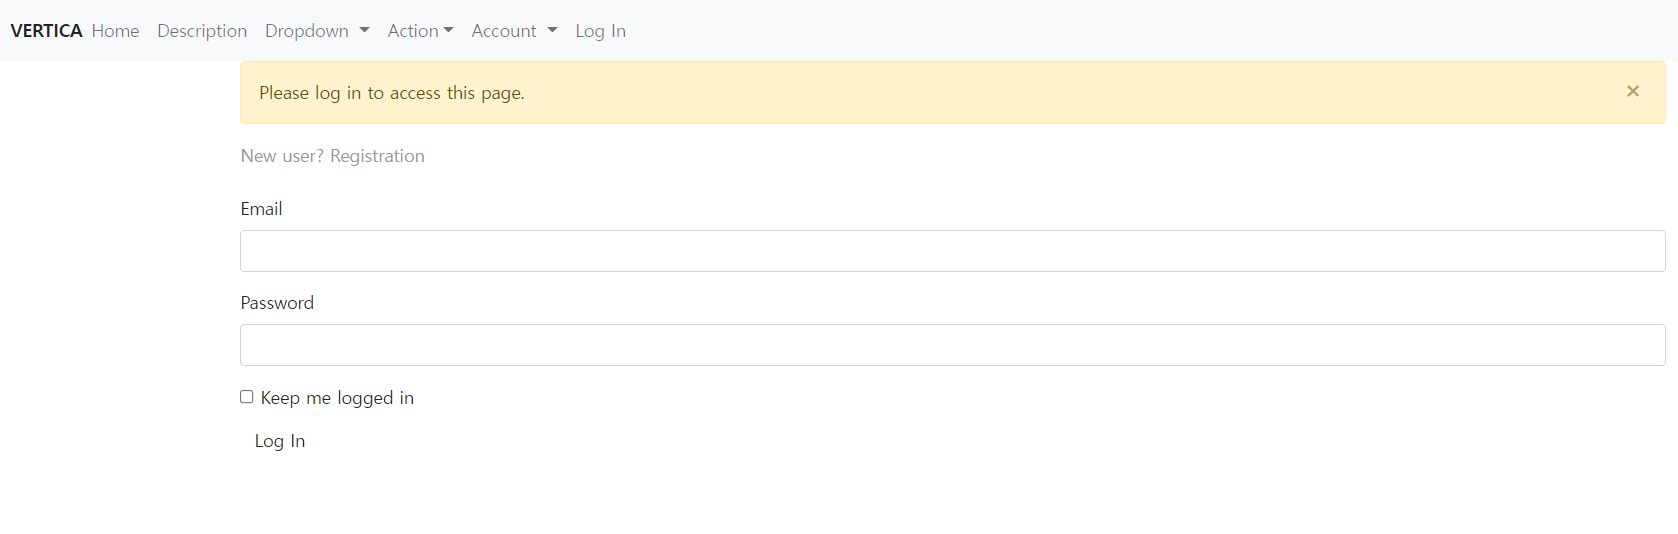 VERTICA Home Description Dropdown Action Account Log In
Please log in to access this page. ×
New user? Registration
Email
Password
Keep me logged in
Log In